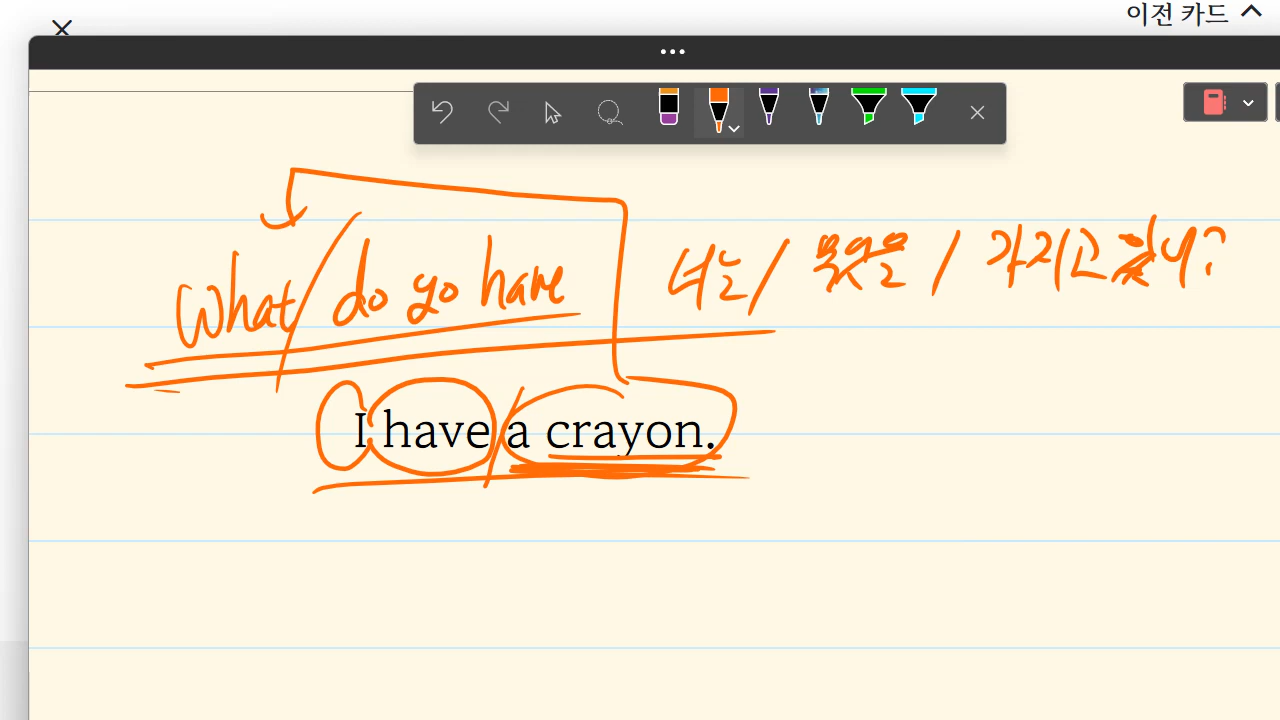 이전 카드
What / do yo have
너는 / 무엇을 / 가지고 있니?
I have a crayon.